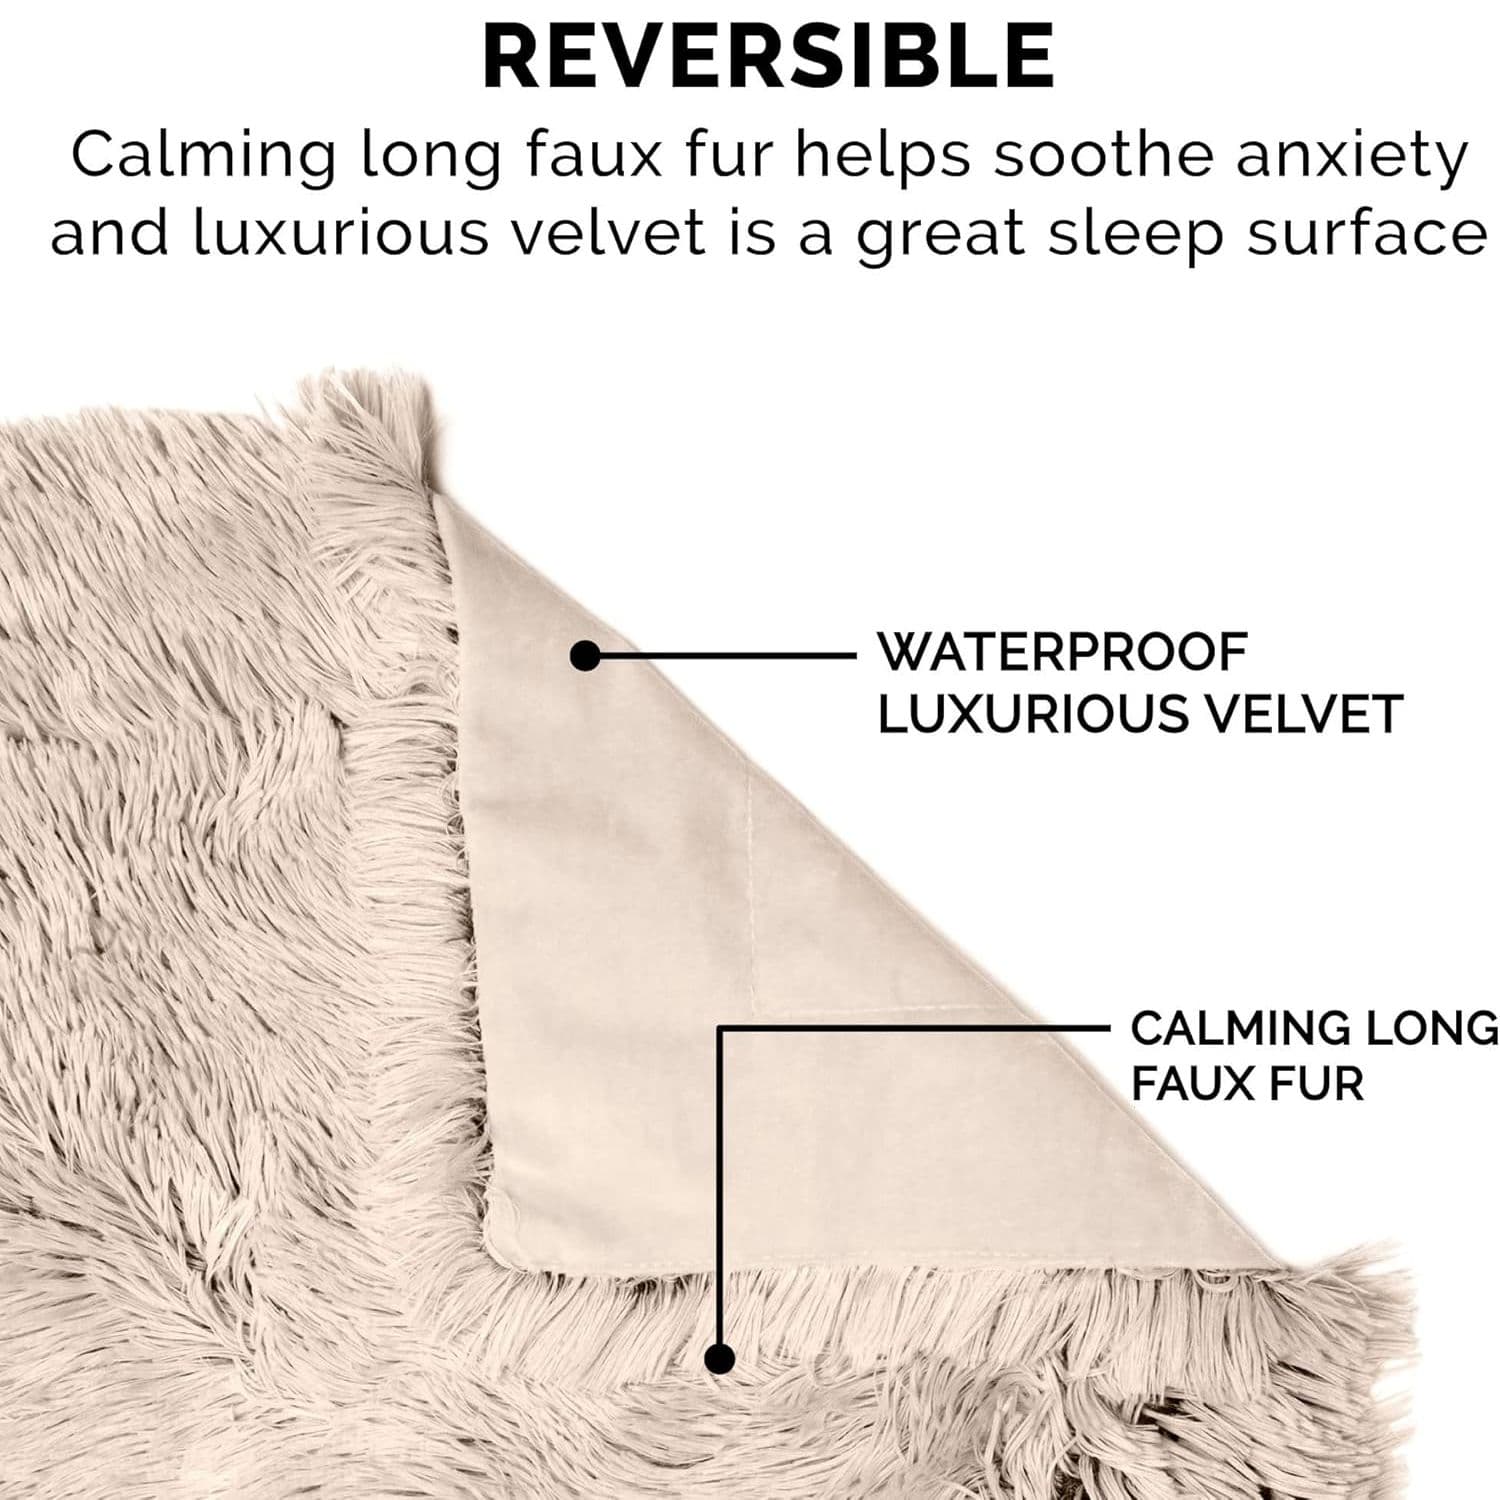 REVERSIBLE
Calming long faux fur helps soothe anxiety
and luxurious velvet is a great sleep surface
WATERPROOF
LUXURIOUS VELVET
CALMING LONG
FAUX FUR